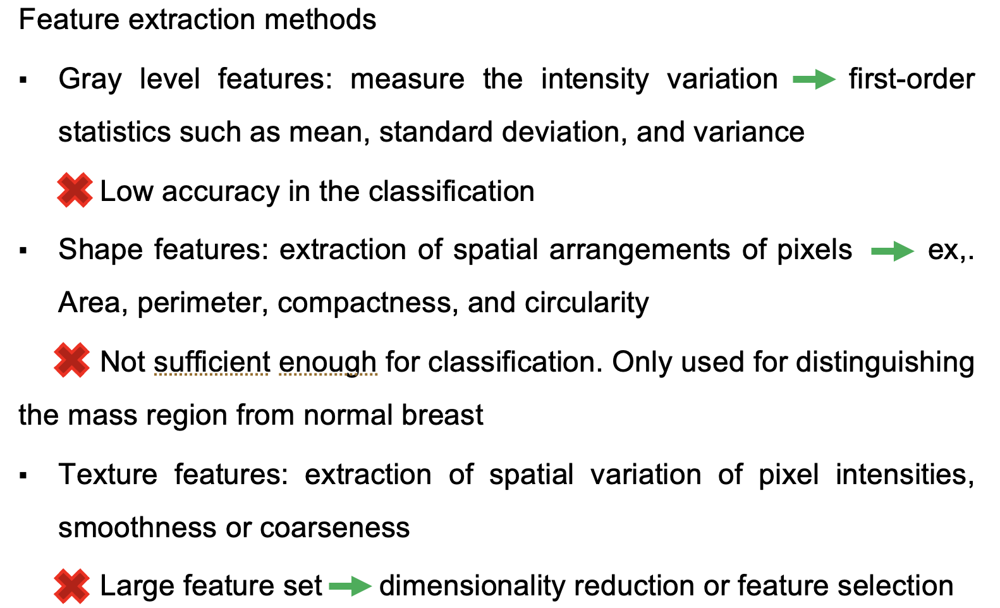 Feature extraction methods
▪ Gray level features: measure the intensity variation → first-order
statistics such as mean, standard deviation, and variance
✖ Low accuracy in the classification
▪ Shape features: extraction of spatial arrangements of pixels → ex,.
Area, perimeter, compactness, and circularity
✖ Not sufficient enough for classification. Only used for distinguishing
the mass region from normal breast
▪ Texture features: extraction of spatial variation of pixel intensities,
smoothness or coarseness
✖ Large feature set → dimensionality reduction or feature selection